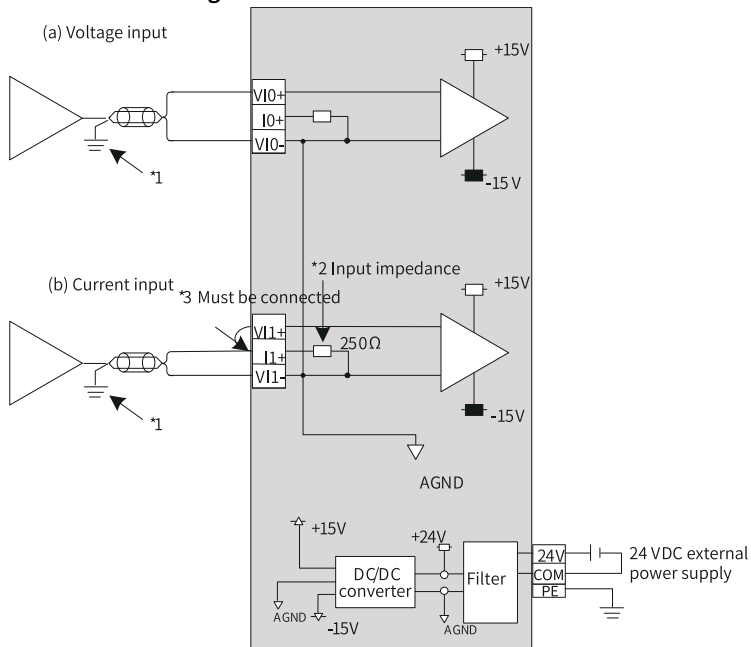 (a) Voltage input
+15V
VI0+
I0+
VI0-
*1
-15 V
*2 Input impedance
(b) Current input
*3 Must be connected
+15V
VI1+
250Ω
I1+
VI1-
*1
-15V
AGND
+15V
+24V
24V
24 VDC external
power supply
DC/DC
converter
Filter
COM
PE
AGND
-15V
AGND